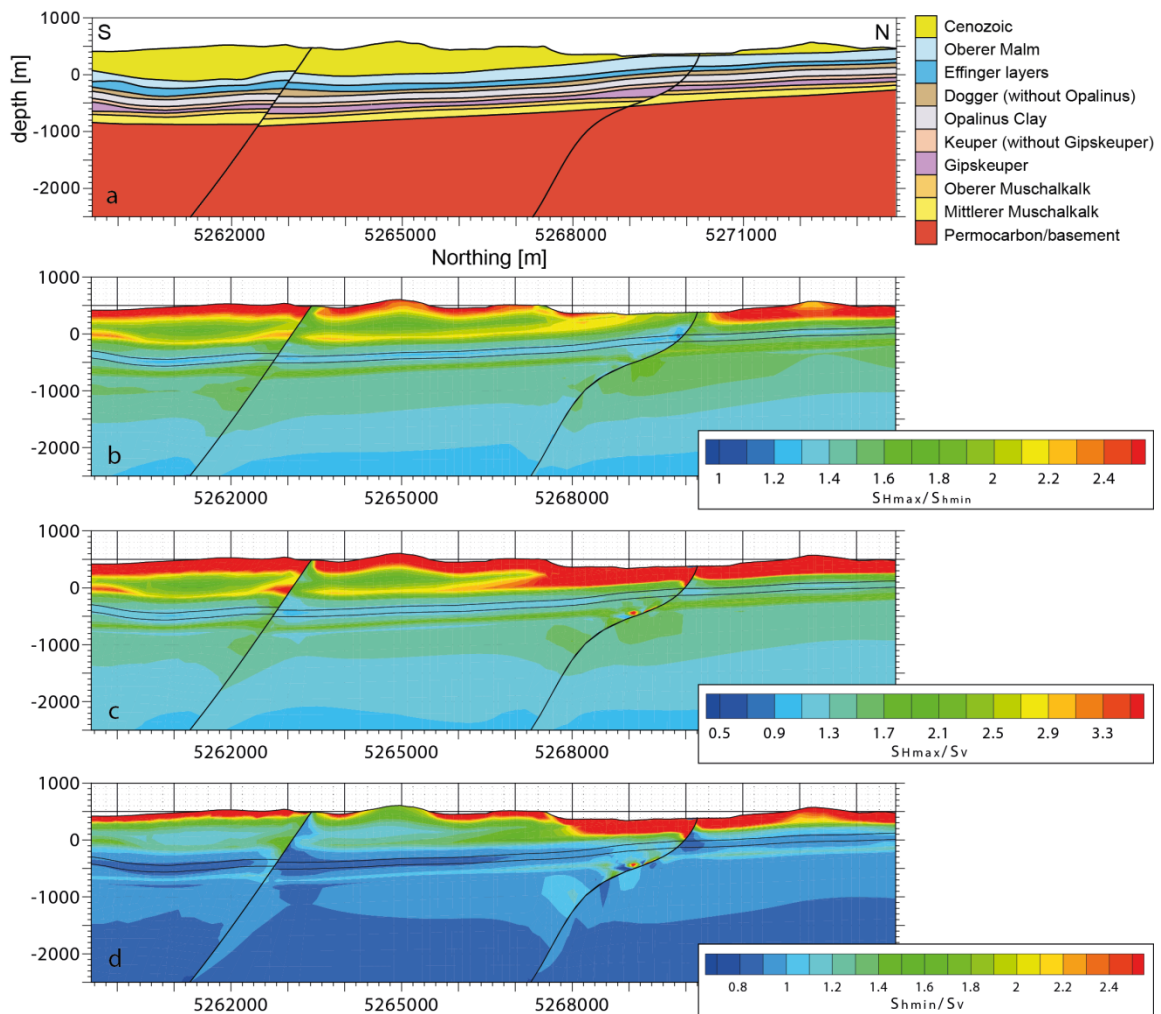 S
N
1000
0
-1000
-2000
depth [m]
a
5262000
5265000
5268000
5271000
Northing [m]
Cenozoic
Oberer Malm
Effinger layers
Dogger (without Opalinus)
Opalinus Clay
Keuper (without Gipskeuper)
Gipskeuper
Oberer Muschalkalk
Mittlerer Muschalkalk
Permocarbon/basement
1000
0
-1000
-2000
b
5262000
5265000
5268000
1
1.2
1.4
1.6
1.8
2
2.2
2.4
SHmax/Shmin
1000
0
-1000
-2000
c
5262000
5265000
5268000
0.5
0.9
1.3
1.7
2.1
2.5
2.9
3.3
SHmax/Sv
1000
0
-1000
-2000
d
5262000
5265000
5268000
0.8
1
1.2
1.4
1.6
1.8
2
2.2
2.4
Shmin/Sv